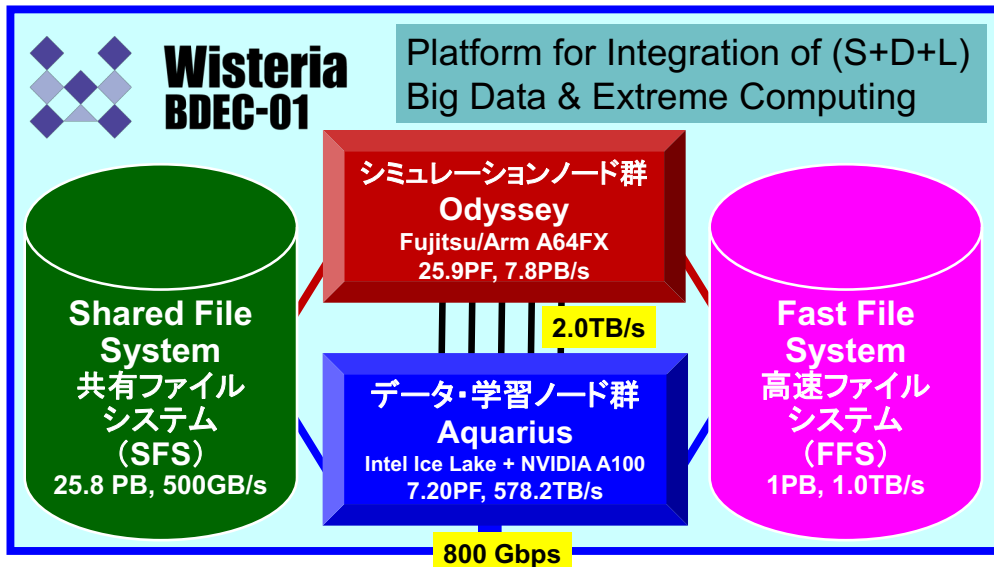 Wisteria
BDEC-01
Platform for Integration of (S+D+L)
Big Data & Extreme Computing
シミュレーションノード群
Odyssey
Fujitsu/Arm A64FX
25.9PF, 7.8PB/s
2.0TB/s
Shared File
System
共有ファイル
システム
（SFS）
25.8 PB, 500GB/s
データ・学習ノード群
Aquarius
Intel Ice Lake + NVIDIA A100
7.20PF, 578.2TB/s
Fast File
System
高速ファイル
システム
（FFS）
1PB, 1.0TB/s
800 Gbps